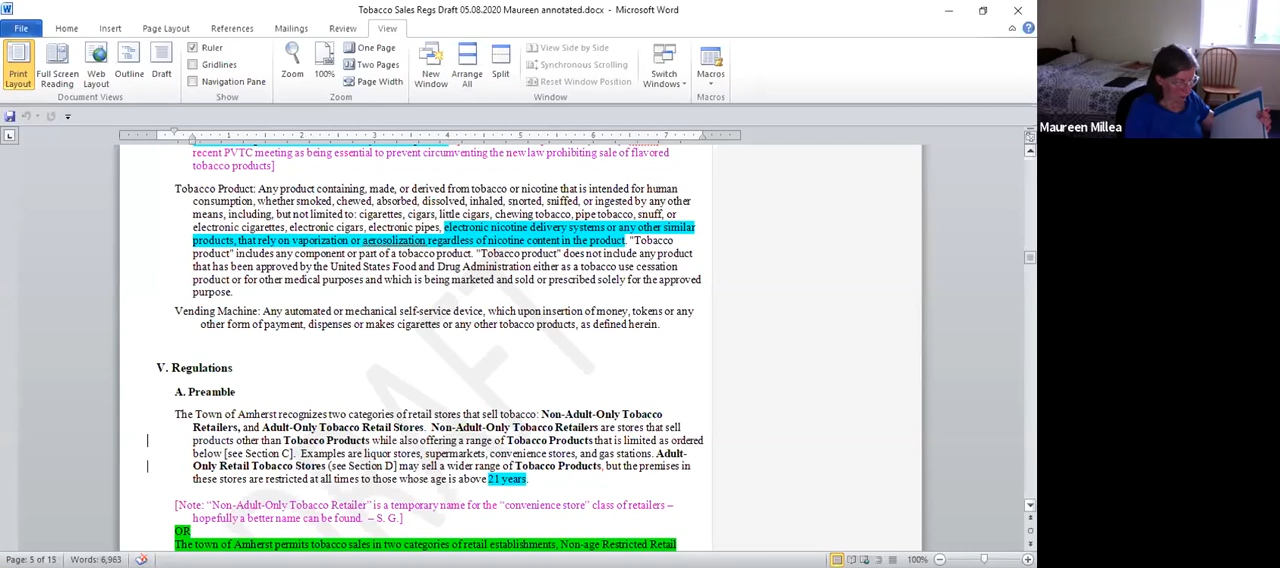 Tobacco Sales Regs Draft 05.08.2020 Maureen annotated.docx - Microsoft Word
File Home Insert Page Layout References Mailings Review View
Ruler One Page View Side by Side
Gridlines Two Pages Synchronous Scrolling
Navigation Pane Page Width Reset Window Position
Print Layout Full Screen Reading Web Layout Outline Draft Zoom 100% New Window Arrange All Split Switch Windows Macros
Document Views Show Zoom Window Macros
1 2 3 4 5 6 7
Maureen Millea
recent PVTC meeting as being essential to prevent circumventing the new law prohibiting sale of flavored
tobacco products]
Tobacco Product: Any product containing, made, or derived from tobacco or nicotine that is intended for human
consumption, whether smoked, chewed, absorbed, dissolved, inhaled, snorted, sniffed, or ingested by any other
means, including, but not limited to: cigarettes, cigars, little cigars, chewing tobacco, pipe tobacco, snuff, or
electronic cigarettes, electronic cigars, electronic pipes, electronic nicotine delivery systems or any other similar
products, that rely on vaporization or aerosolization regardless of nicotine content in the product. "Tobacco
product" includes any component or part of a tobacco product. "Tobacco product" does not include any product
that has been approved by the United States Food and Drug Administration either as a tobacco use cessation
product or for other medical purposes and which is being marketed and sold or prescribed solely for the approved
purpose.
Vending Machine: Any automated or mechanical self-service device, which upon insertion of money, tokens or any
other form of payment, dispenses or makes cigarettes or any other tobacco products, as defined herein.
V. Regulations
A. Preamble
The Town of Amherst recognizes two categories of retail stores that sell tobacco: Non-Adult-Only Tobacco
Retailers, and Adult-Only Tobacco Retail Stores. Non-Adult-Only Tobacco Retailers are stores that sell
products other than Tobacco Products while also offering a range of Tobacco Products that is limited as ordered
below [see Section C]. Examples are liquor stores, supermarkets, convenience stores, and gas stations. Adult-
Only Retail Tobacco Stores (see Section D] may sell a wider range of Tobacco Products, but the premises in
these stores are restricted at all times to those whose age is above 21 years.
[Note: “Non-Adult-Only Tobacco Retailer” is a temporary name for the “convenience store” class of retailers –
hopefully a better name can be found. – S. G.]
OR
The town of Amherst permits tobacco sales in two categories of retail establishments, Non-age Restricted Retail
DRAFT
Page: 5 of 15 Words: 6,963 100%